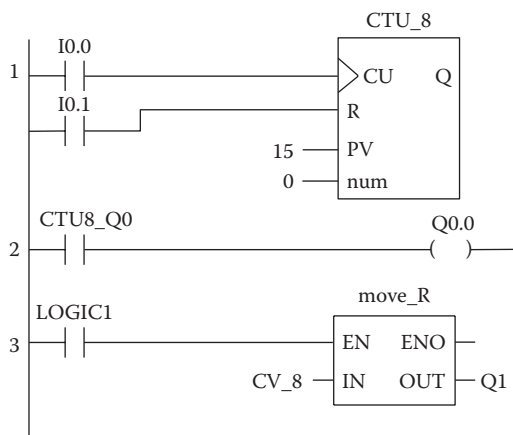 CTU_8
I0.0
1
CU Q
I0.1
R
15 PV
0 num
CTU8_Q0 Q0.0
2 ( )
LOGIC1 move_R
3 EN ENO
CV_8 IN OUT Q1